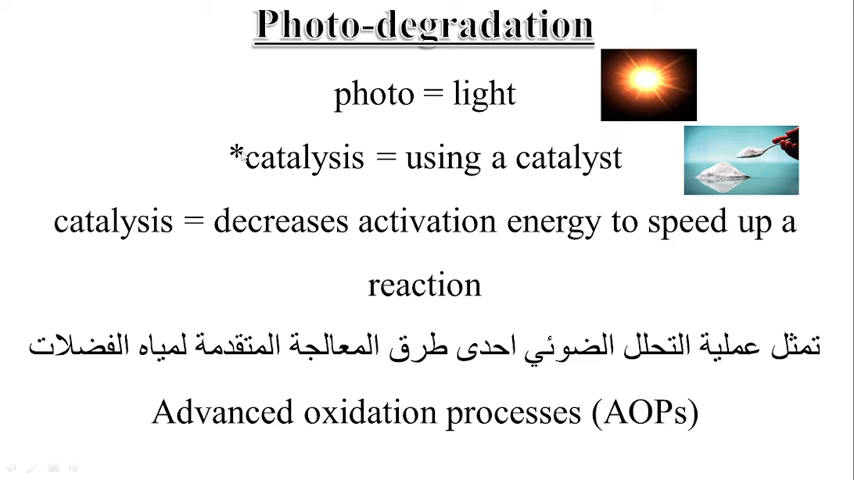 Photo-degradation
photo = light
*catalysis = using a catalyst
catalysis = decreases activation energy to speed up a
reaction
تمثل عملية التحلل الضوئي احدى طرق المعالجة المتقدمة لمياه الفضلات
Advanced oxidation processes (AOPs)